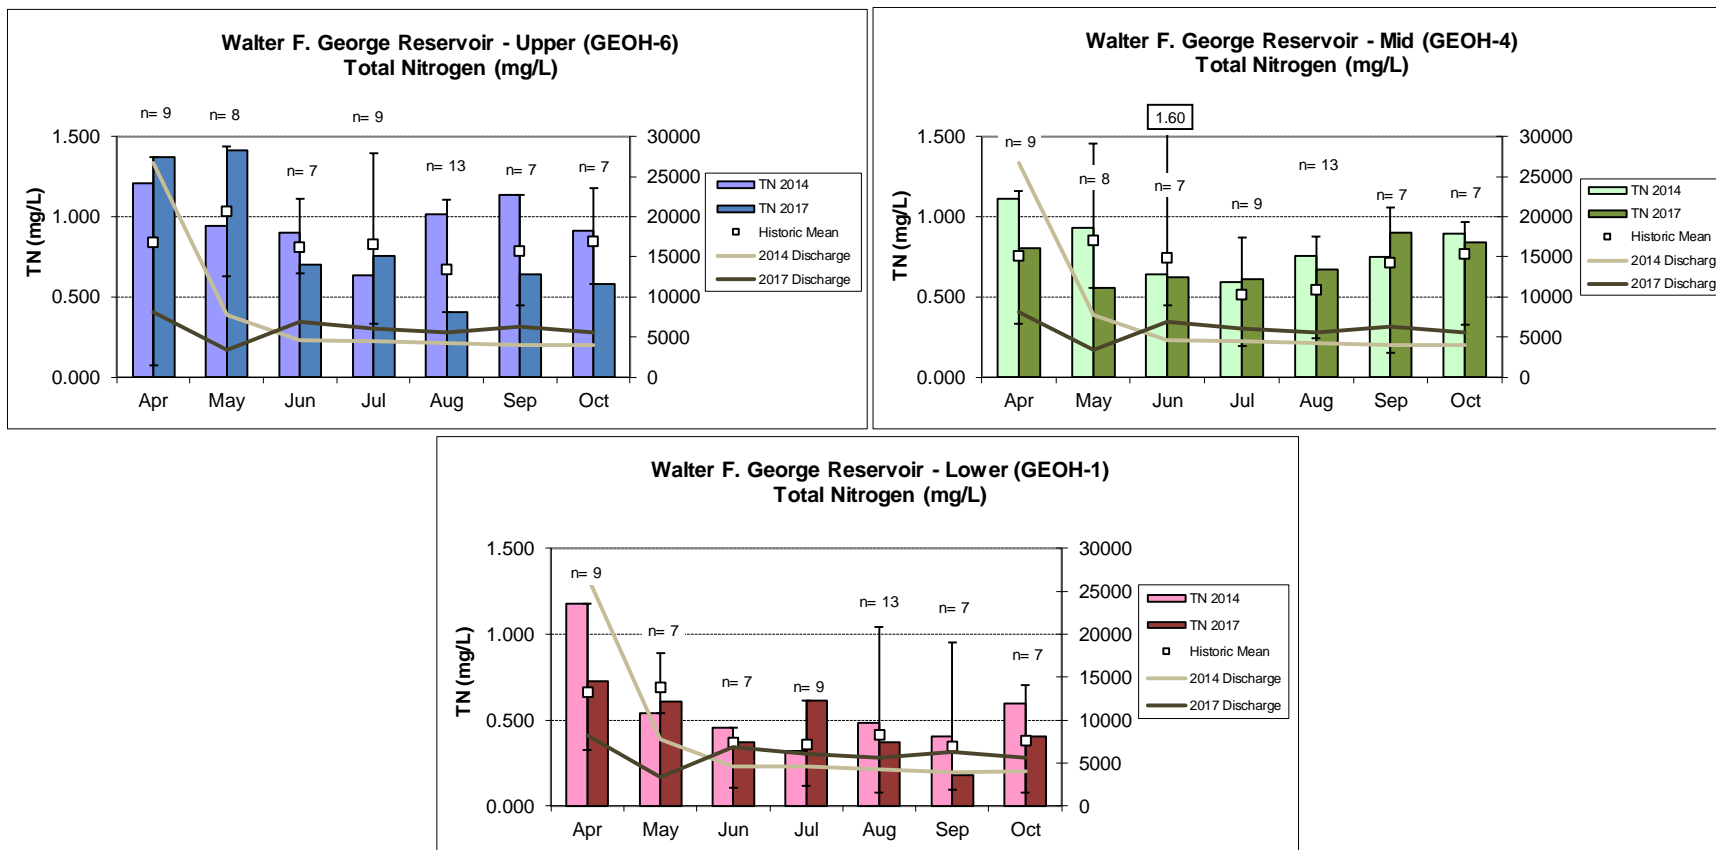 Walter F. George Reservoir - Upper (GEOH-6)
Total Nitrogen (mg/L)
n= 9
n= 8
n= 9
n= 7
n= 13
n= 7
n= 7
TN (mg/L)
1.500
1.000
0.500
0.000
30000
25000
20000
15000
10000
5000
0
Apr May Jun Jul Aug Sep Oct
TN 2014
TN 2017
Historic Mean
2014 Discharge
2017 Discharge
Walter F. George Reservoir - Mid (GEOH-4)
Total Nitrogen (mg/L)
1.60
n= 9
n= 8
n= 7
n= 9
n= 13
n= 7
n= 7
TN (mg/L)
1.500
1.000
0.500
0.000
30000
25000
20000
15000
10000
5000
0
Apr May Jun Jul Aug Sep Oct
TN 2014
TN 2017
Historic Mean
2014 Discharge
2017 Discharge
Walter F. George Reservoir - Lower (GEOH-1)
Total Nitrogen (mg/L)
n= 9
n= 7
n= 7
n= 9
n= 13
n= 7
n= 7
TN (mg/L)
1.500
1.000
0.500
0.000
30000
25000
20000
15000
10000
5000
0
Apr May Jun Jul Aug Sep Oct
TN 2014
TN 2017
Historic Mean
2014 Discharge
2017 Discharge